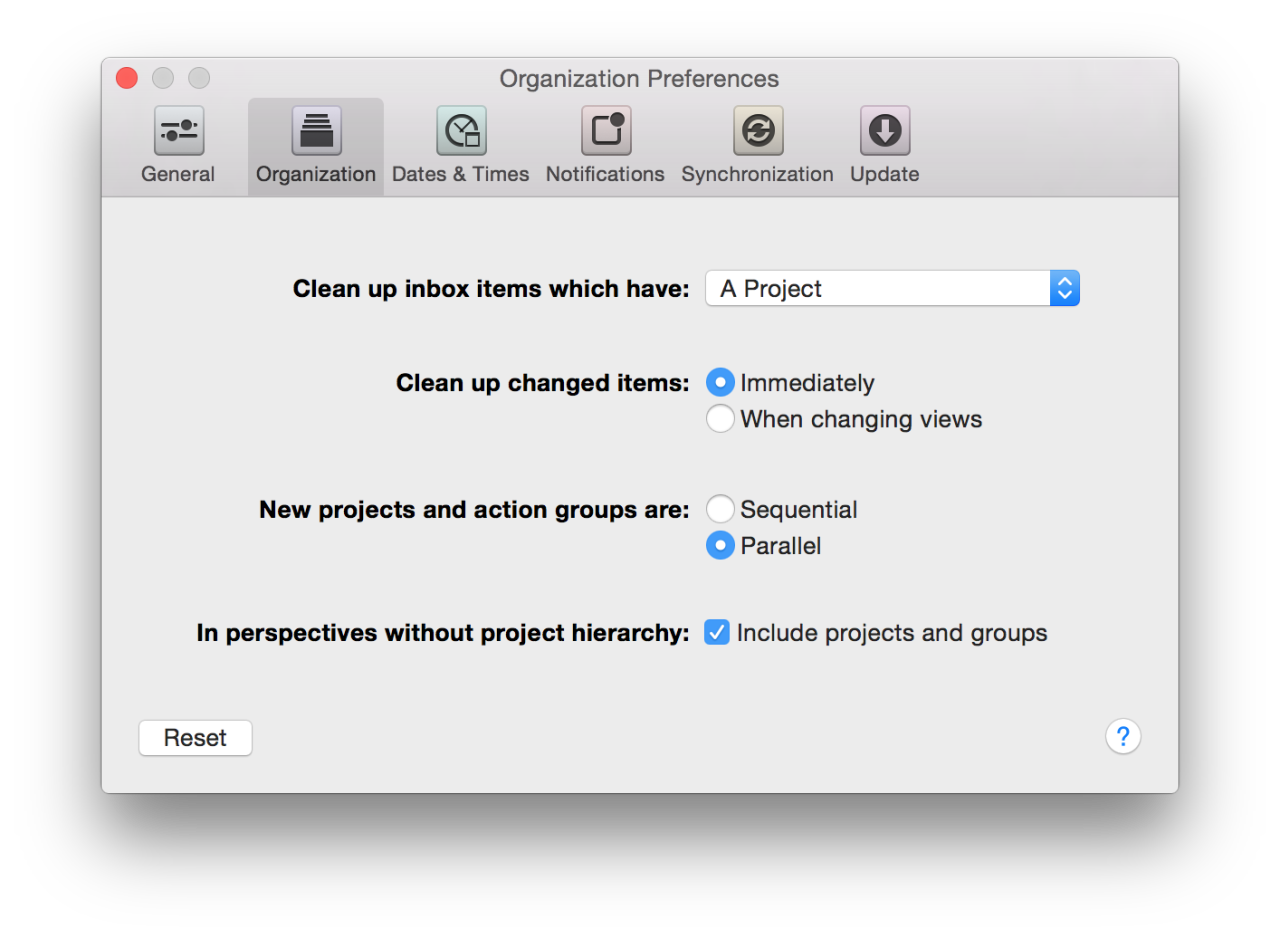 Organization Preferences
General Organization Dates & Times Notifications Synchronization Update
Clean up inbox items which have: A Project
Clean up changed items: Immediately
When changing views
New projects and action groups are: Sequential
Parallel
In perspectives without project hierarchy: Include projects and groups
Reset ?